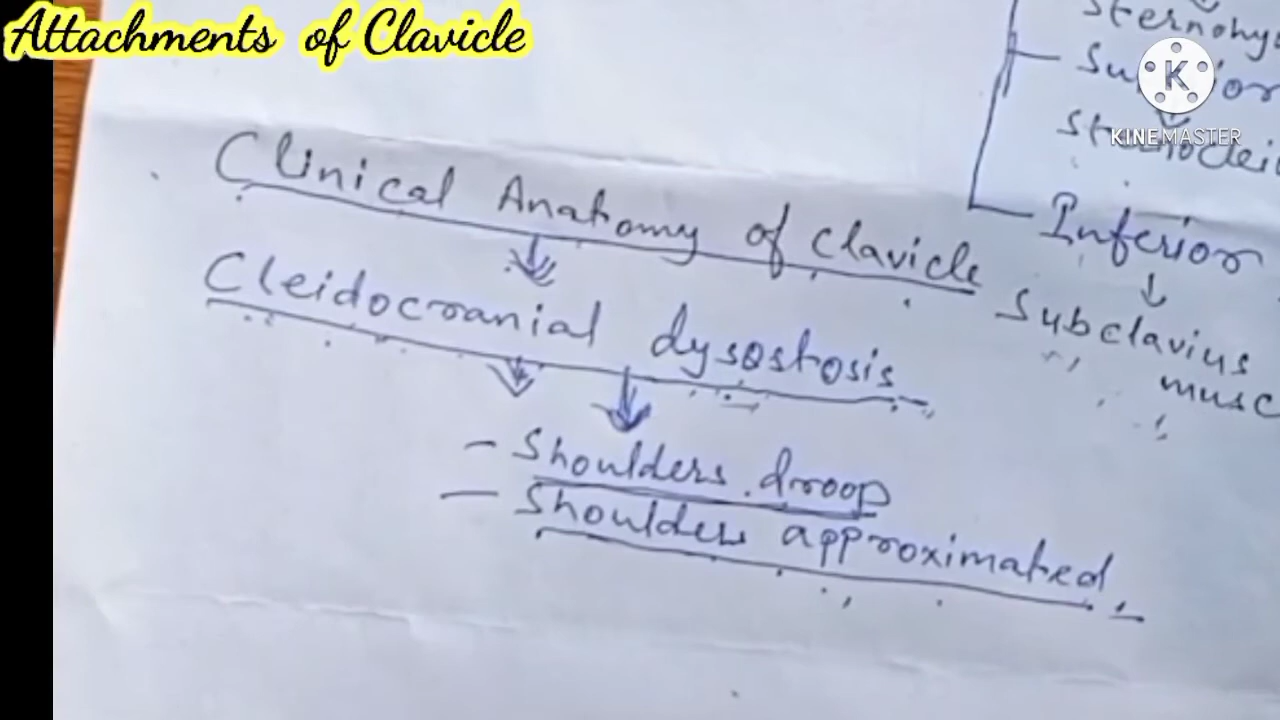 Attachments of Clavicle
Sternohy
Su ior
KINEMASTER
Clinical Anatomy of clavicle
Inferior
Cleidocranial dysostosis
Subclavius
musc
- Shoulders droop
- Shoulders approximated